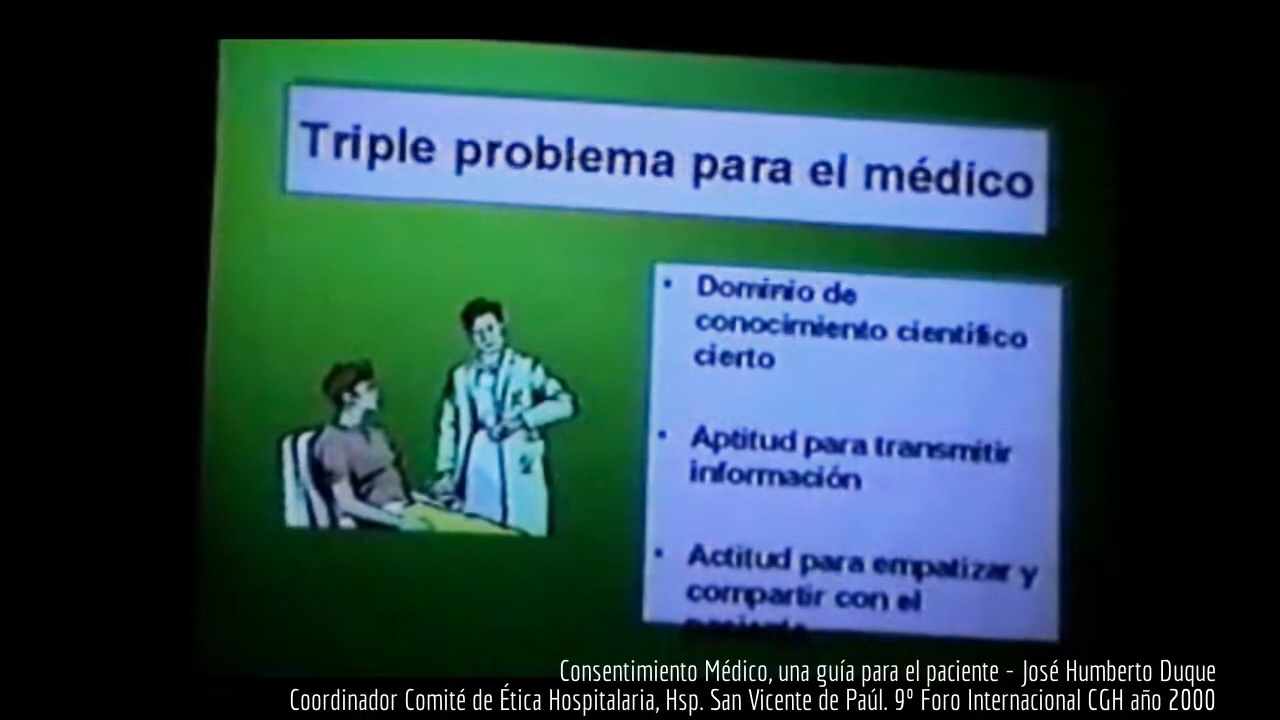 Triple problema para el médico
• Dominio de
conocimiento científico
cierto
• Aptitud para transmitir
información
• Actitud para empatizar y
compartir con el
paciente
Consentimiento Médico, una guía para el paciente - José Humberto Duque
Coordinador Comité de Ética Hospitalaria, Hsp. San Vicente de Paúl. 9º Foro Internacional CGH año 2000